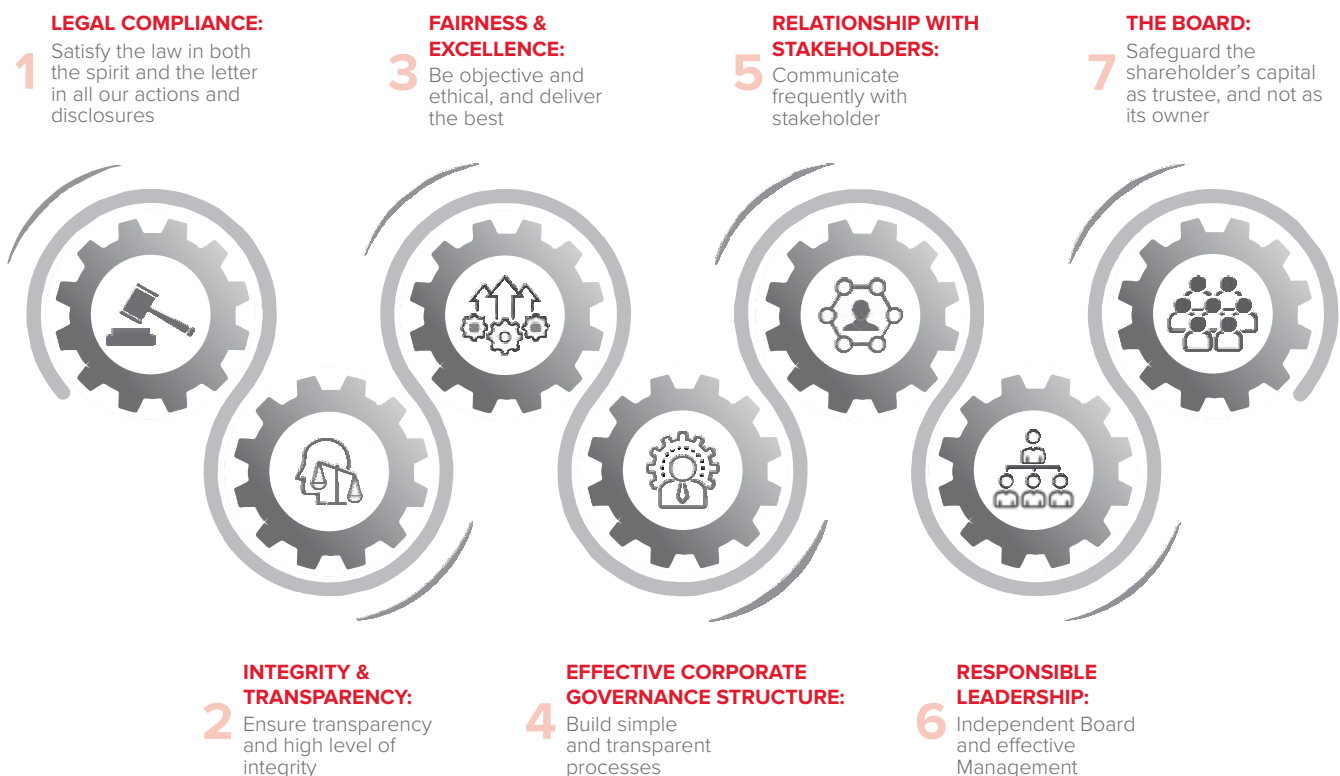 1
LEGAL COMPLIANCE:
Satisfy the law in both
the spirit and the letter
in all our actions and
disclosures
2
INTEGRITY &
TRANSPARENCY:
Ensure transparency
and high level of
integrity
3
FAIRNESS &
EXCELLENCE:
Be objective and
ethical, and deliver
the best
4
EFFECTIVE CORPORATE
GOVERNANCE STRUCTURE:
Build simple
and transparent
processes
5
RELATIONSHIP WITH
STAKEHOLDERS:
Communicate
frequently with
stakeholder
6
RESPONSIBLE
LEADERSHIP:
Independent Board
and effective
Management
7
THE BOARD:
Safeguard the
shareholder’s capital
as trustee, and not as
its owner